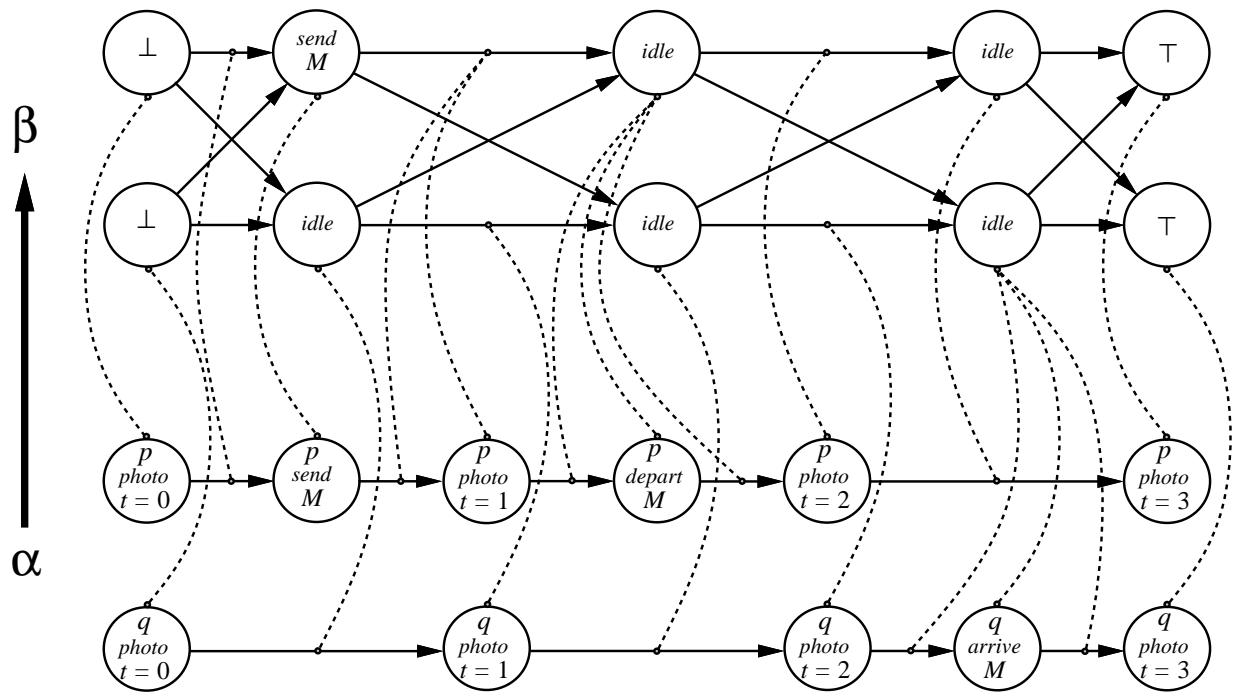 ⊥
send
M
idle
idle
⊤
β
⊥
idle
idle
idle
⊤
p
photo
t = 0
p
send
M
p
photo
t = 1
p
depart
M
p
photo
t = 2
p
photo
t = 3
α
q
photo
t = 0
q
photo
t = 1
q
photo
t = 2
q
arrive
M
q
photo
t = 3